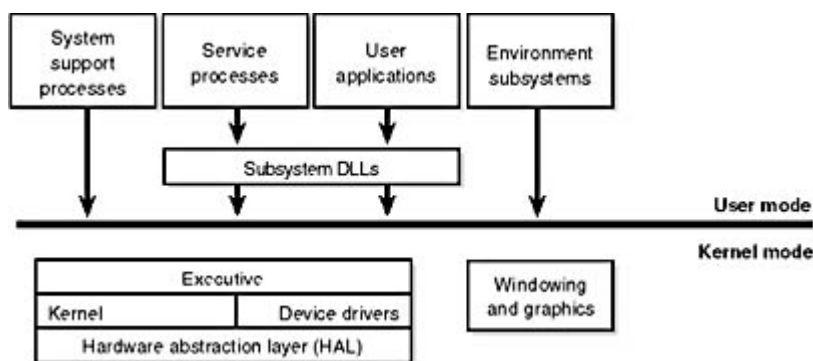 System
support
processes
Service
processes
User
applications
Environment
subsystems
Subsystem DLLs
User mode
Kernel mode
Executive
Kernel
Device drivers
Hardware abstraction layer (HAL)
Windowing
and graphics